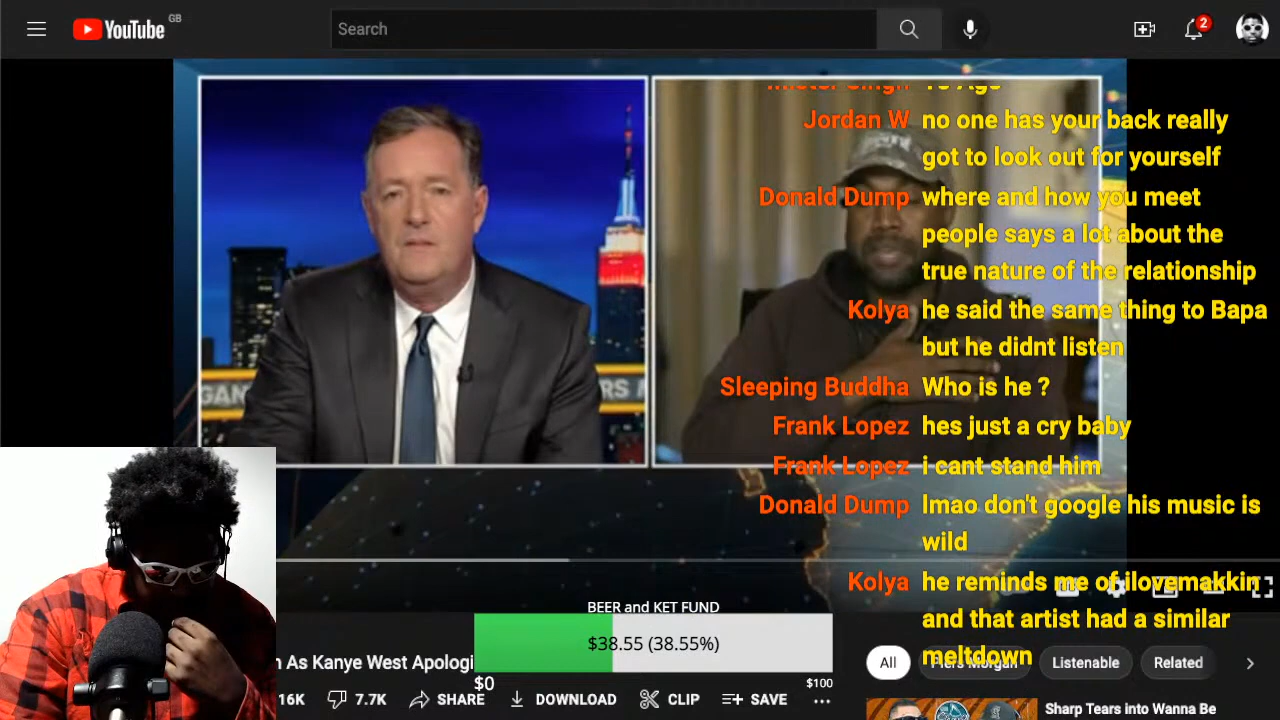 YouTube GB
Search
2
Jordan W no one has your back really
got to look out for yourself
Donald Dump where and how you meet
people says a lot about the
true nature of the relationship
Kolya he said the same thing to Bapa
but he didnt listen
Sleeping Buddha Who is he ?
Frank Lopez hes just a cry baby
Frank Lopez i cant stand him
Donald Dump lmao don't google his music is
wild
Kolya he reminds me of ilovemakkin
and that artist had a similar
meltdown
GAN
RS
BEER and KET FUND
$38.55 (38.55%)
$0
$100
n As Kanye West Apologi
16K
7.7K
SHARE
DOWNLOAD
CLIP
SAVE
All
Piers Morgan
Listenable
Related
Sharp Tears into Wanna Be